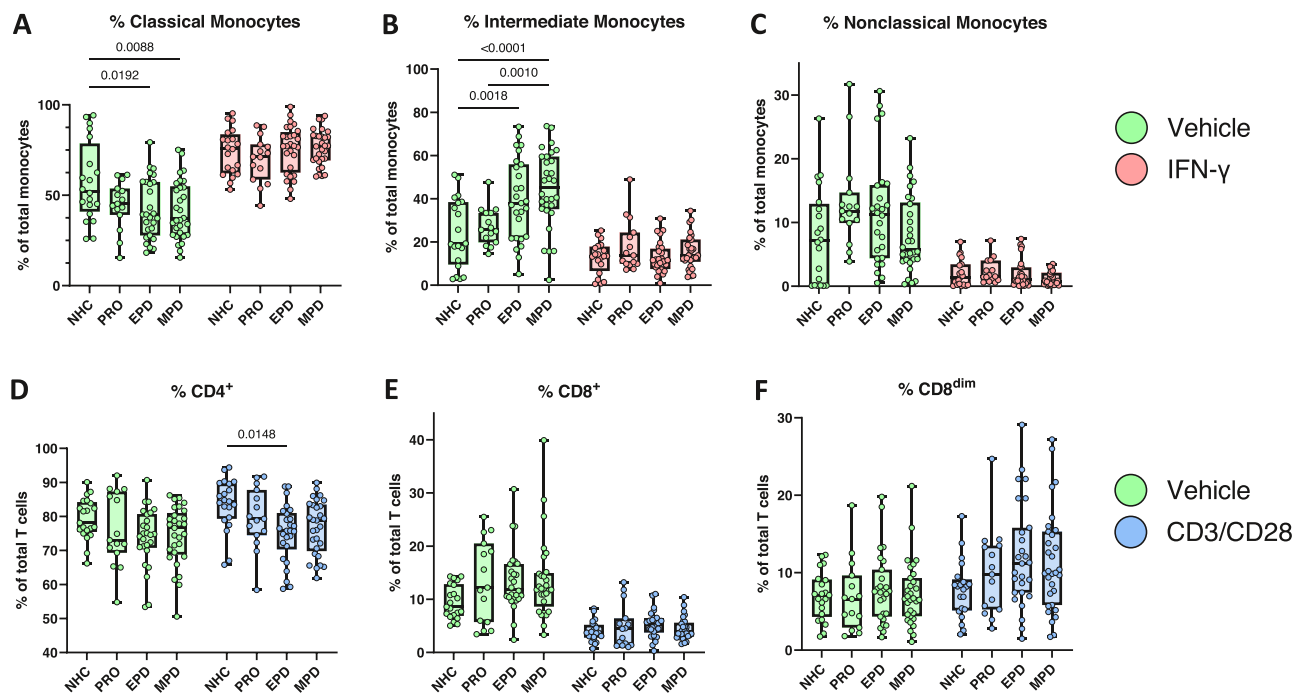 A
% Classical Monocytes
0.0088
0.0192
% of total monocytes
100
50
0
NHC
PRO
EPD
MPD
NHC
PRO
EPD
MPD
B
% Intermediate Monocytes
<0.0001
0.0010
0.0018
% of total monocytes
100
80
60
40
20
0
NHC
PRO
EPD
MPD
NHC
PRO
EPD
MPD
C
% Nonclassical Monocytes
% of total monocytes
30
20
10
0
NHC
PRO
EPD
MPD
NHC
PRO
EPD
MPD
Vehicle
IFN-γ
D
% CD4⁺
0.0148
% of total T cells
100
90
80
70
60
50
40
NHC
PRO
EPD
MPD
NHC
PRO
EPD
MPD
E
% CD8⁺
% of total T cells
40
30
20
10
0
NHC
PRO
EPD
MPD
NHC
PRO
EPD
MPD
F
% CD8ᵈⁱᵐ
% of total T cells
30
20
10
0
NHC
PRO
EPD
MPD
NHC
PRO
EPD
MPD
Vehicle
CD3/CD28